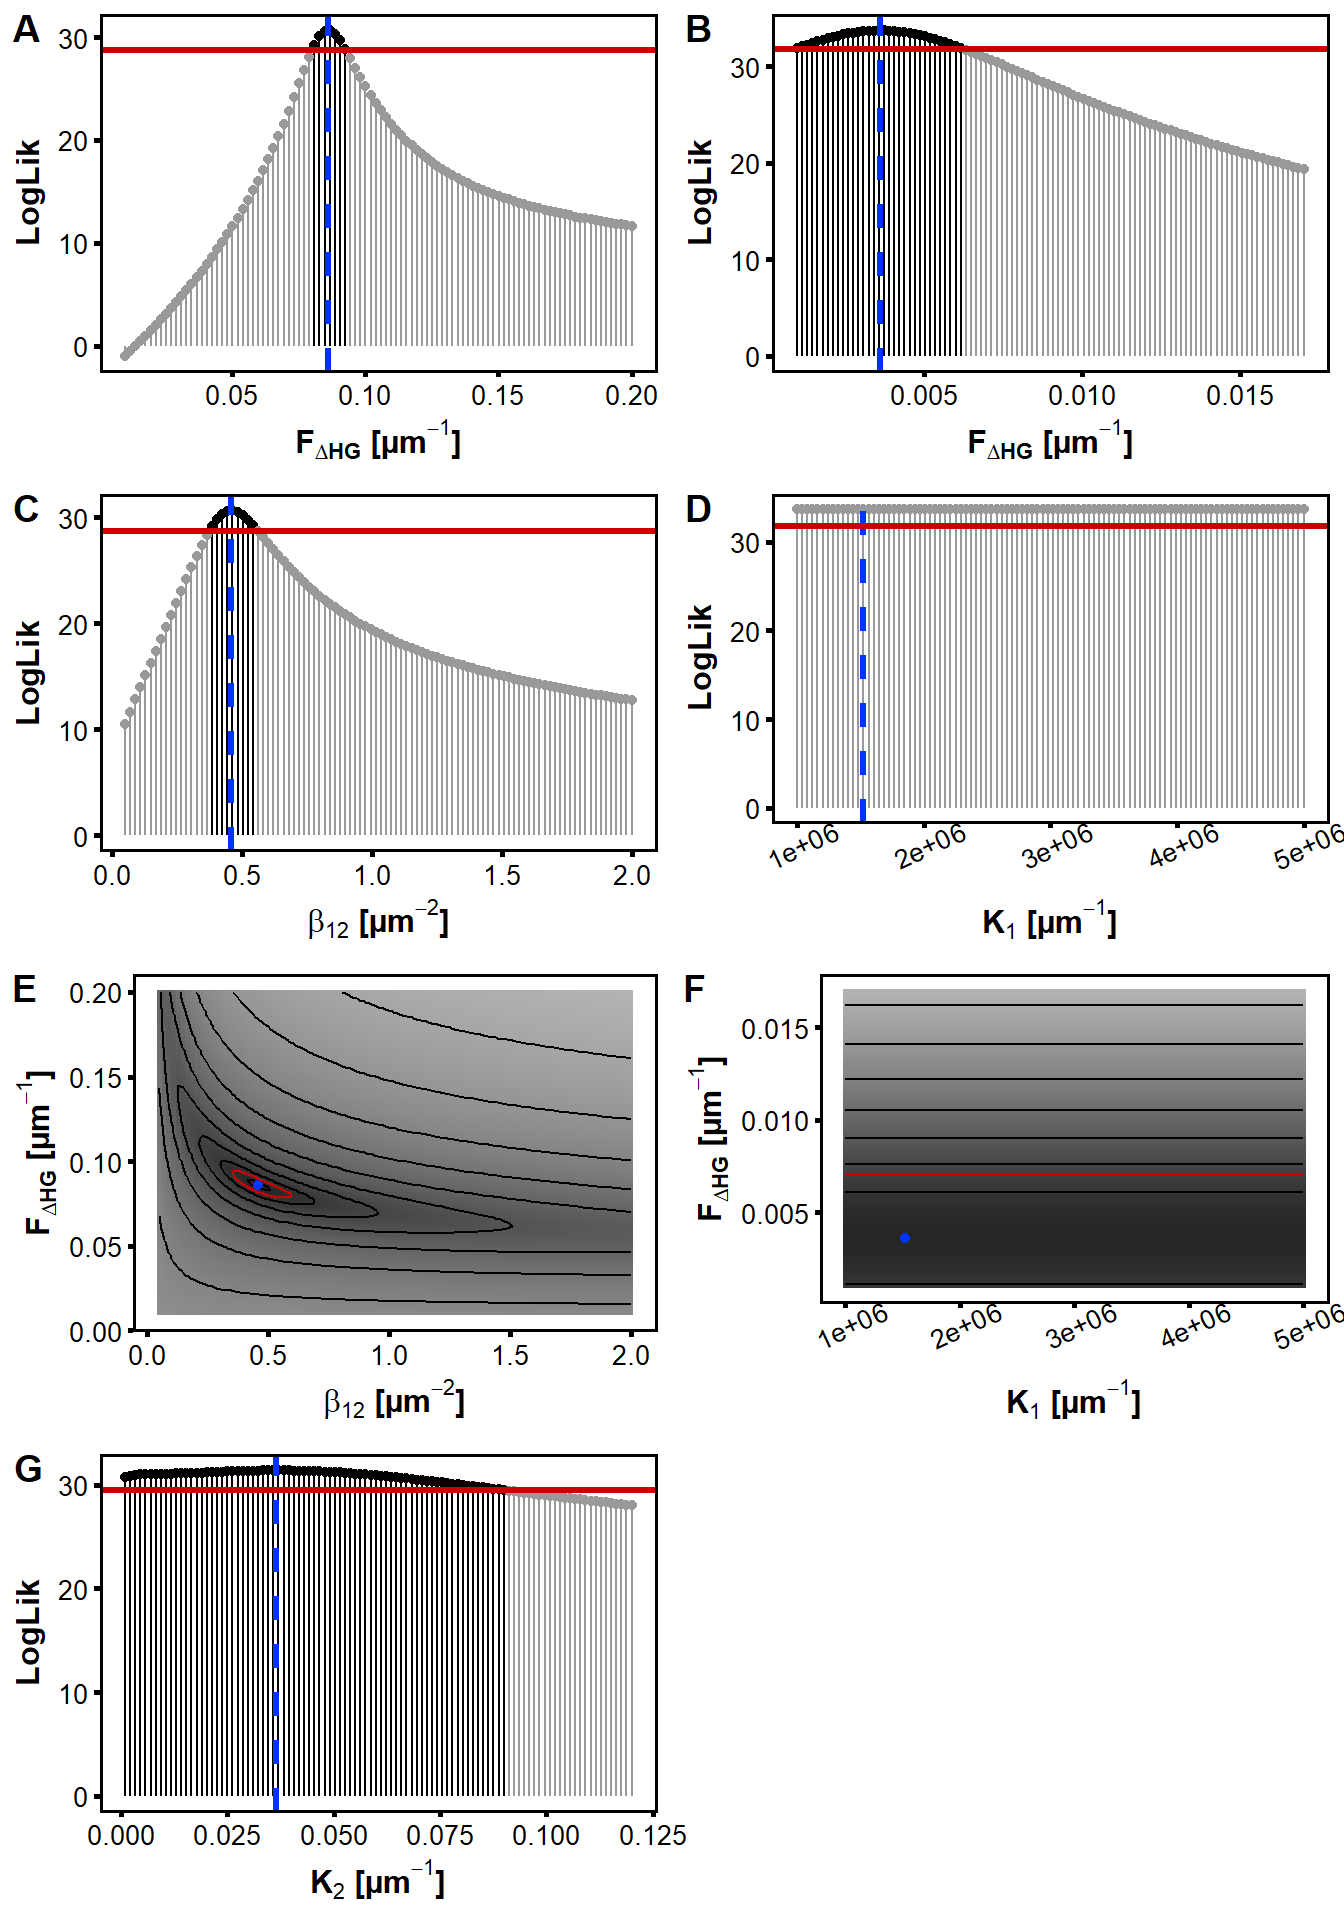 A
LogLik
30
20
10
0
0.05 0.10 0.15 0.20
FΔHG [µm−1]
B
LogLik
30
20
10
0
0.005 0.010 0.015
FΔHG [µm−1]
C
LogLik
30
20
10
0
0.0 0.5 1.0 1.5 2.0
β12 [µm−2]
D
LogLik
30
20
10
0
1e+06 2e+06 3e+06 4e+06 5e+06
K1 [µm−1]
E
FΔHG [µm−1]
0.20
0.15
0.10
0.05
0.00
0.0 0.5 1.0 1.5 2.0
β12 [µm−2]
F
FΔHG [µm−1]
0.015
0.010
0.005
1e+06 2e+06 3e+06 4e+06 5e+06
K1 [µm−1]
G
LogLik
30
20
10
0
0.000 0.025 0.050 0.075 0.100 0.125
K2 [µm−1]